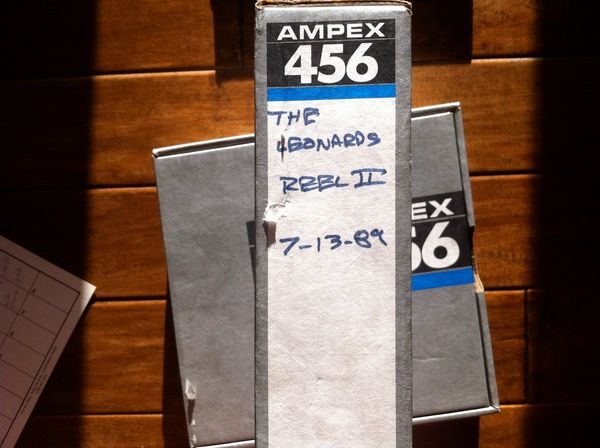 AMPEX
456
THE
LEONARDS
REEL II
7-13-89
EX
56